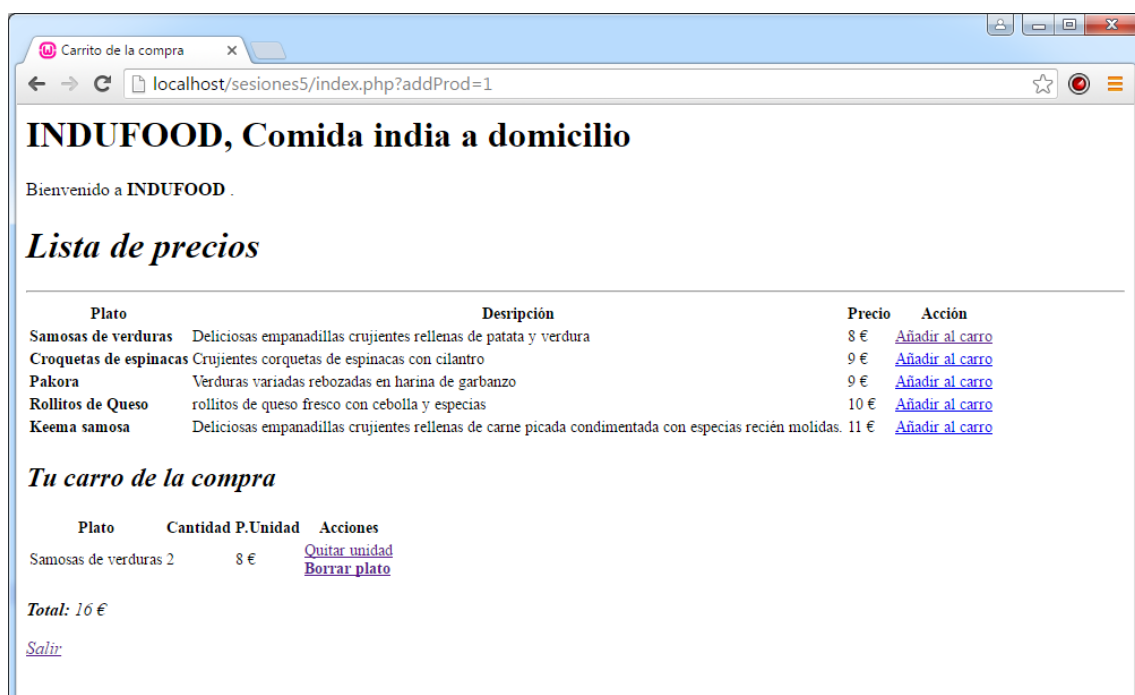 Carrito de la compra
localhost/sesiones5/index.php?addProd=1
INDUFOOD, Comida india a domicilio
Bienvenido a INDUFOOD .
Lista de precios
Plato Desripción Precio Acción
Samosas de verduras Deliciosas empanadillas crujientes rellenas de patata y verdura 8 € Añadir al carro
Croquetas de espinacas Crujientes corquetas de espinacas con cilantro 9 € Añadir al carro
Pakora Verduras variadas rebozadas en harina de garbanzo 9 € Añadir al carro
Rollitos de Queso rollitos de queso fresco con cebolla y especias 10 € Añadir al carro
Keema samosa Deliciosas empanadillas crujientes rellenas de carne picada condimentada con especias recién molidas. 11 € Añadir al carro
Tu carro de la compra
Plato Cantidad P.Unidad Acciones
Samosas de verduras 2 8 € Quitar unidad
Borrar plato
Total: 16 €
Salir